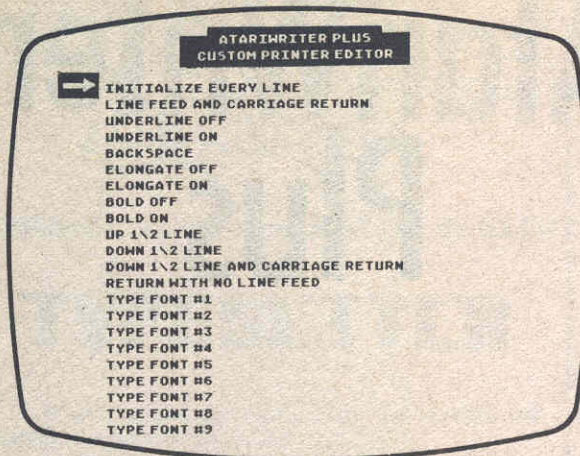 ATARIWRITER PLUS
CUSTOM PRINTER EDITOR
INITIALIZE EVERY LINE
LINE FEED AND CARRIAGE RETURN
UNDERLINE OFF
UNDERLINE ON
BACKSPACE
ELONGATE OFF
ELONGATE ON
BOLD OFF
BOLD ON
UP 1\2 LINE
DOWN 1\2 LINE
DOWN 1\2 LINE AND CARRIAGE RETURN
RETURN WITH NO LINE FEED
TYPE FONT #1
TYPE FONT #2
TYPE FONT #3
TYPE FONT #4
TYPE FONT #5
TYPE FONT #6
TYPE FONT #7
TYPE FONT #8
TYPE FONT #9